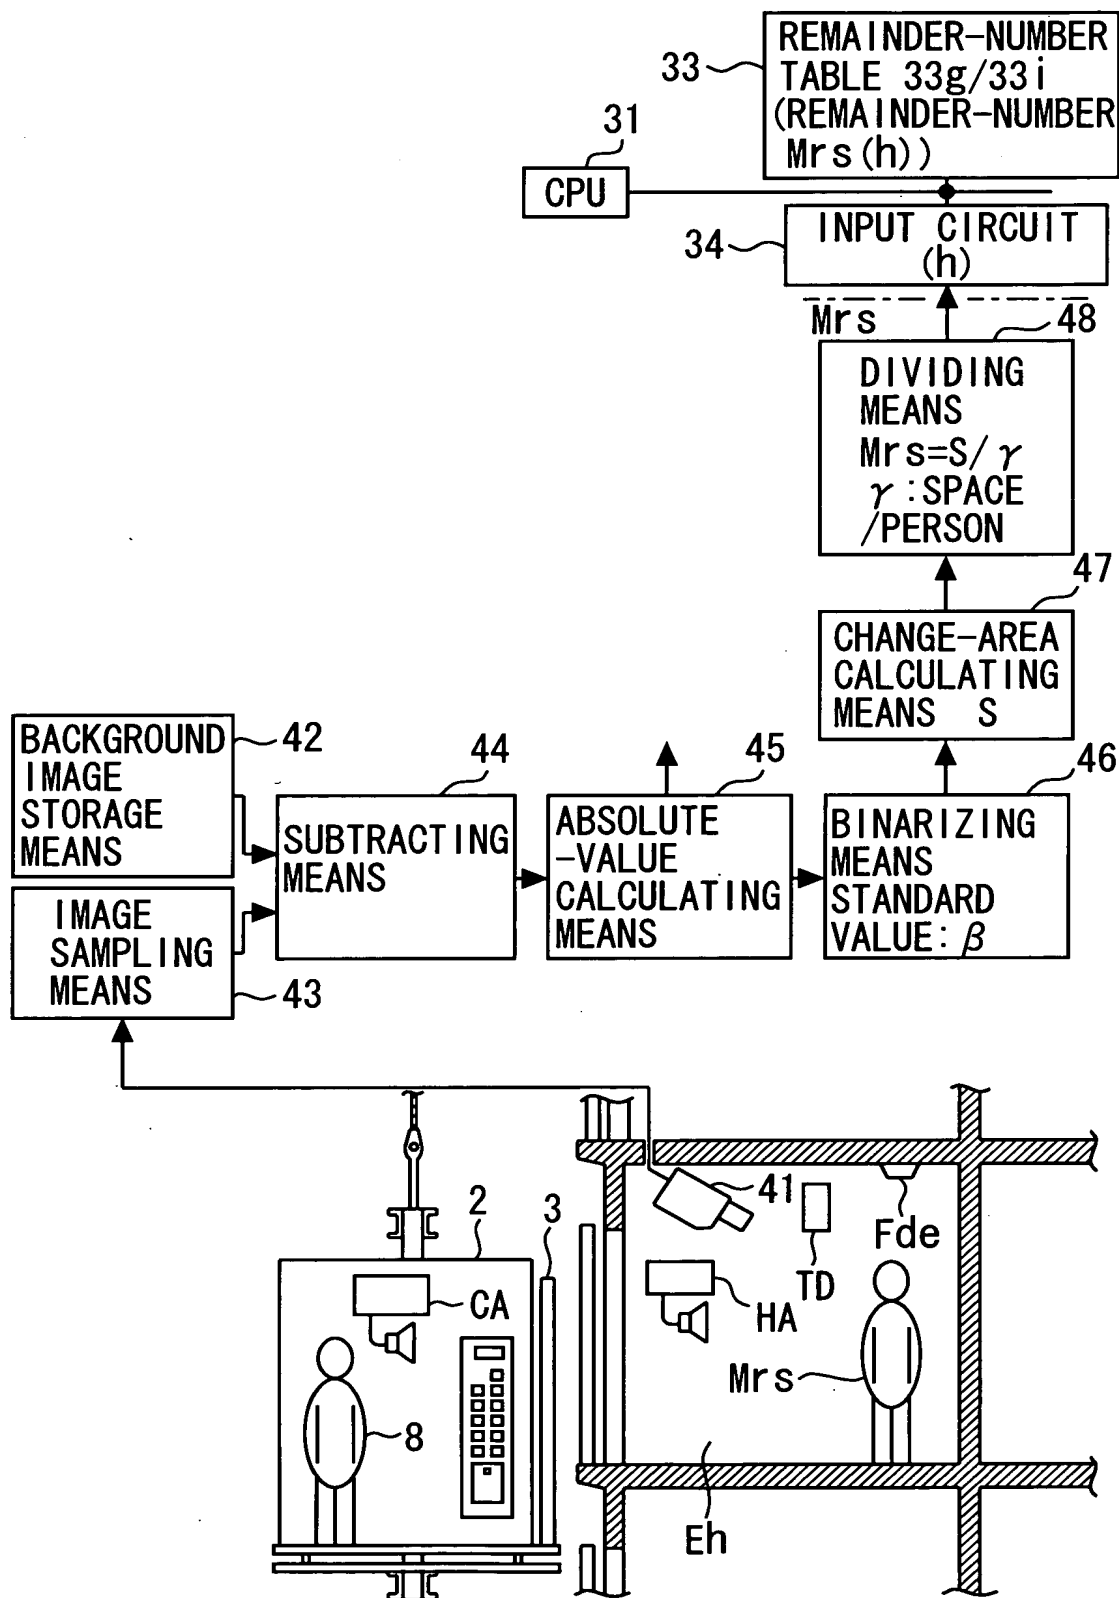 REMAINDER-NUMBER
TABLE 33g/33i
(REMAINDER-NUMBER
Mrs(h))
33
31
CPU
INPUT CIRCUIT
(h)
34
Mrs
48
DIVIDING
MEANS
Mrs=S/γ
γ:SPACE
/PERSON
47
CHANGE-AREA
CALCULATING
MEANS S
BACKGROUND
IMAGE
STORAGE
MEANS
42
44
SUBTRACTING
MEANS
45
ABSOLUTE
-VALUE
CALCULATING
MEANS
46
BINARIZING
MEANS
STANDARD
VALUE:β
IMAGE
SAMPLING
MEANS
43
2
3
41
Fde
TD
CA
HA
Mrs
8
Eh